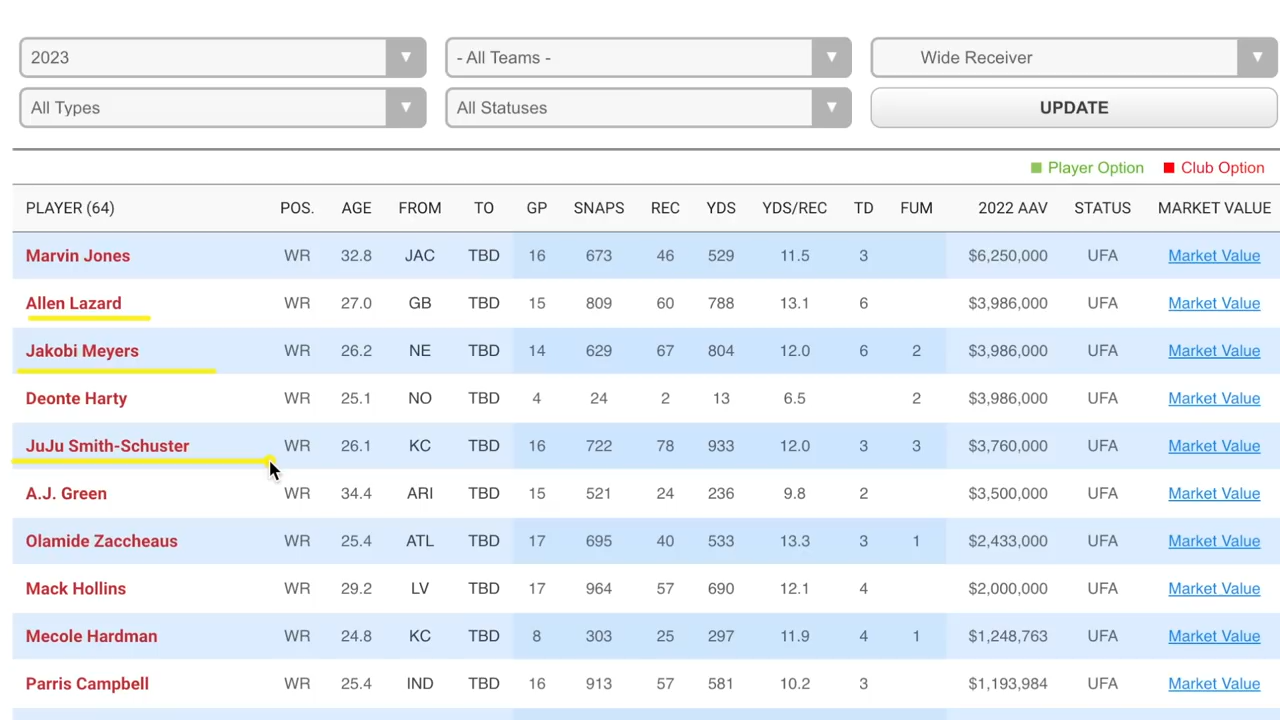 2023 ▼ - All Teams - ▼ Wide Receiver ▼
All Types ▼ All Statuses ▼ UPDATE
Player Option Club Option
PLAYER (64) POS. AGE FROM TO GP SNAPS REC YDS YDS/REC TD FUM 2022 AAV STATUS MARKET VALUE
Marvin Jones WR 32.8 JAC TBD 16 673 46 529 11.5 3 $6,250,000 UFA Market Value
Allen Lazard WR 27.0 GB TBD 15 809 60 788 13.1 6 $3,986,000 UFA Market Value
Jakobi Meyers WR 26.2 NE TBD 14 629 67 804 12.0 6 2 $3,986,000 UFA Market Value
Deonte Harty WR 25.1 NO TBD 4 24 2 13 6.5 2 $3,986,000 UFA Market Value
JuJu Smith-Schuster WR 26.1 KC TBD 16 722 78 933 12.0 3 3 $3,760,000 UFA Market Value
A.J. Green WR 34.4 ARI TBD 15 521 24 236 9.8 2 $3,500,000 UFA Market Value
Olamide Zaccheaus WR 25.4 ATL TBD 17 695 40 533 13.3 3 1 $2,433,000 UFA Market Value
Mack Hollins WR 29.2 LV TBD 17 964 57 690 12.1 4 $2,000,000 UFA Market Value
Mecole Hardman WR 24.8 KC TBD 8 303 25 297 11.9 4 1 $1,248,763 UFA Market Value
Parris Campbell WR 25.4 IND TBD 16 913 57 581 10.2 3 $1,193,984 UFA Market Value